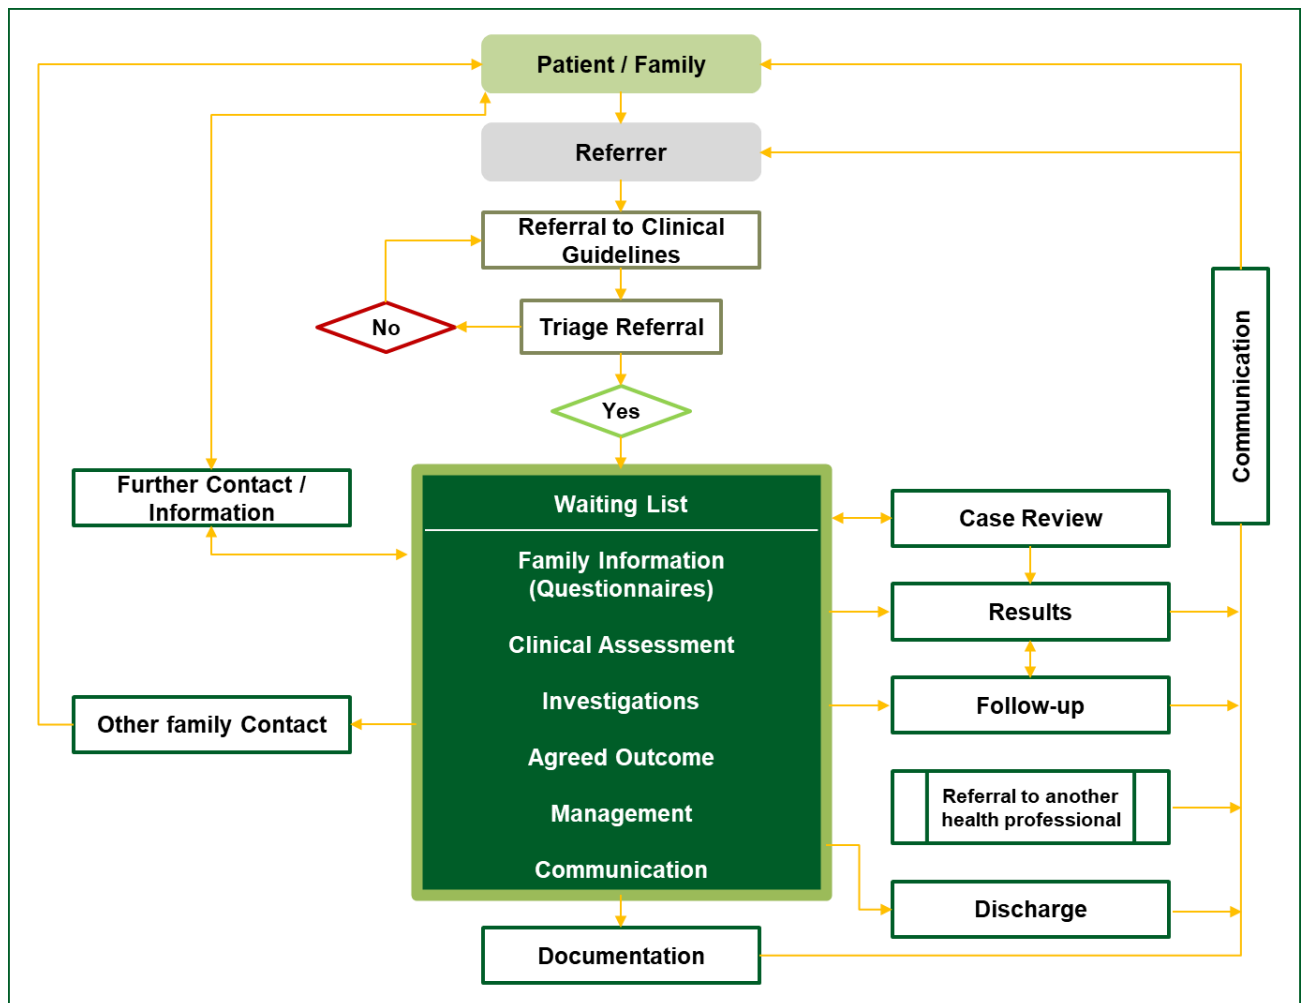 Patient / Family
Referrer
Referral to Clinical
Guidelines
Triage Referral
No
Yes
Communication
Further Contact /
Information
Waiting List
Family Information
(Questionnaires)
Clinical Assessment
Investigations
Agreed Outcome
Management
Communication
Case Review
Results
Follow-up
Other family Contact
Referral to another
health professional
Discharge
Documentation